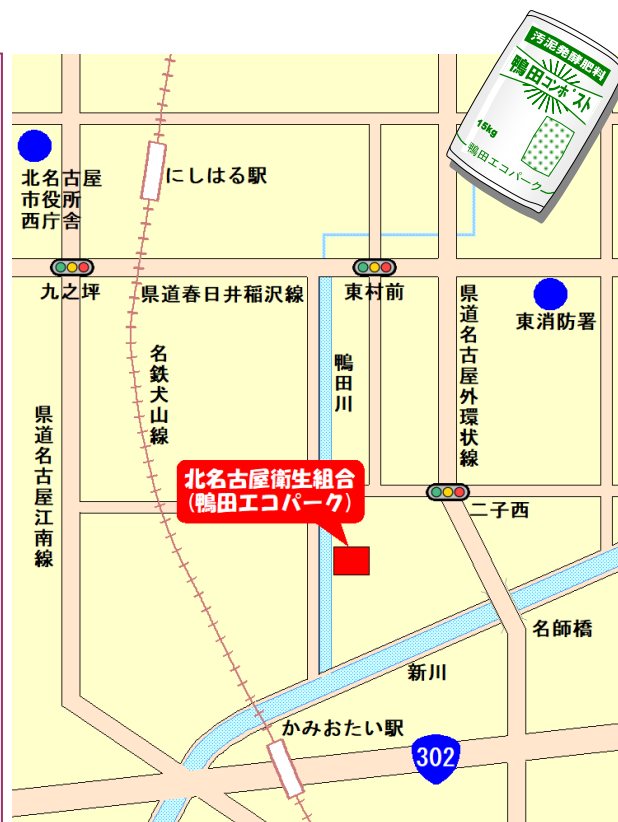 汚泥発酵肥料
鴨田コンポスト
15kg
鴨田エコパーク
北名古屋
市役所
西庁舎
にしはる駅
九之坪
県道春日井稲沢線
東村前
東消防署
県道名古屋外環状線
名鉄犬山線
鴨田川
県道名古屋江南線
北名古屋衛生組合
(鴨田エコパーク)
二子西
名師橋
新川
かみおたい駅
302